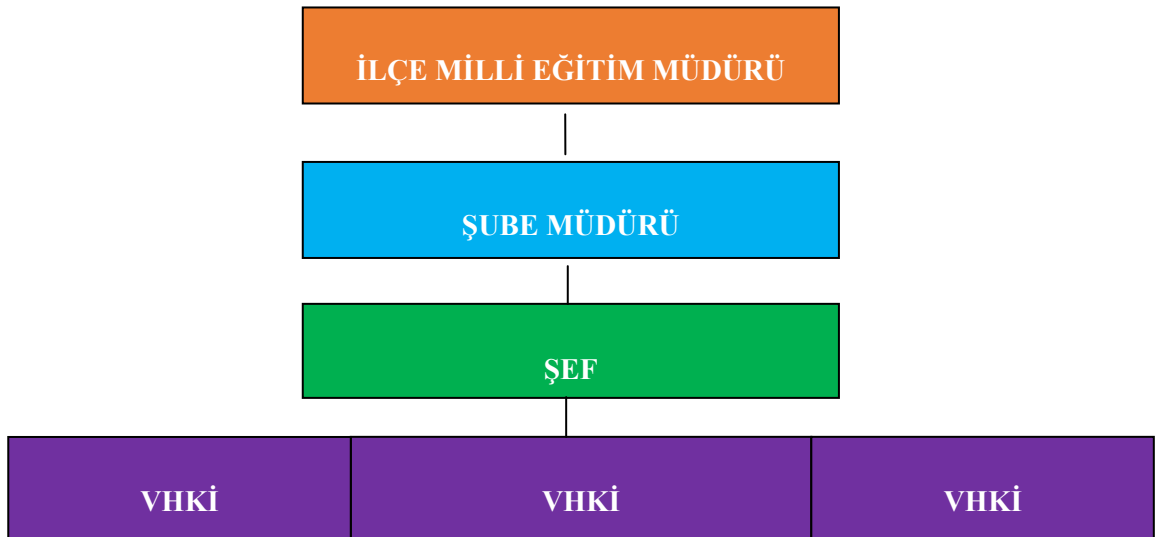 İLÇE MİLLİ EĞİTİM MÜDÜRÜ
ŞUBE MÜDÜRÜ
ŞEF
VHKİ VHKİ VHKİ